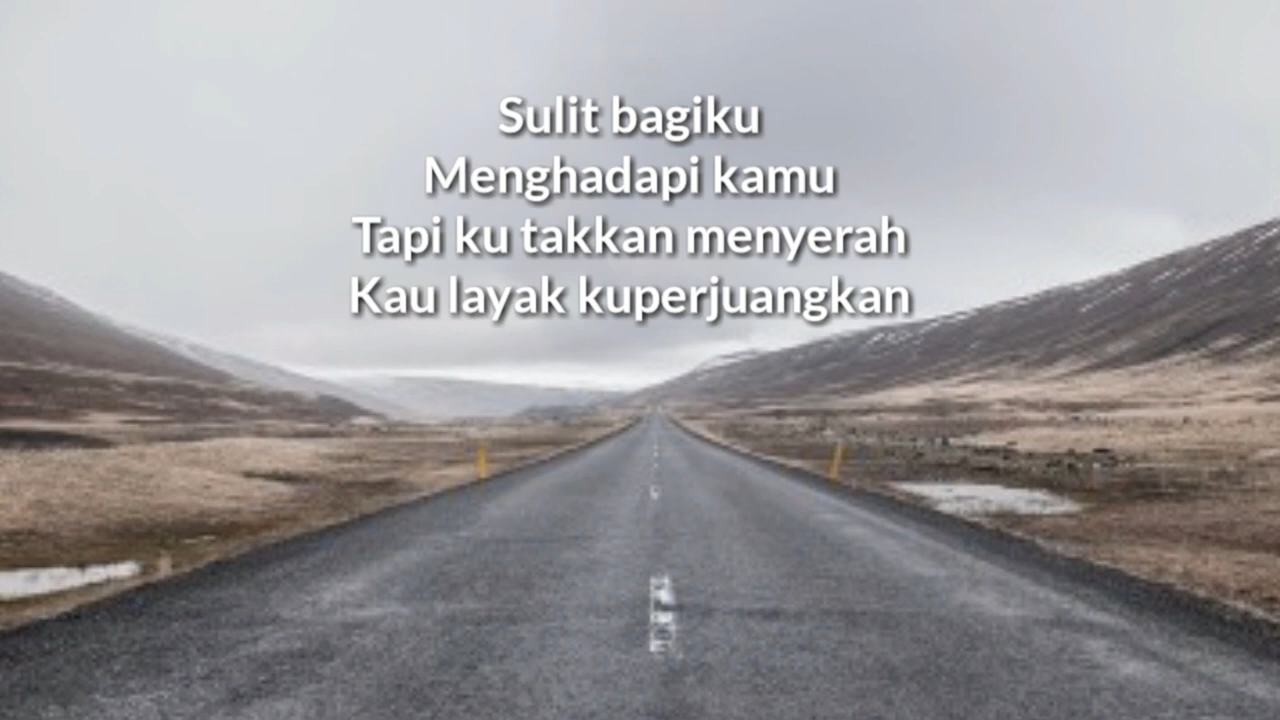 Sulit bagiku
Menghadapi kamu
Tapi ku takkan menyerah
Kau layak kuperjuangkan